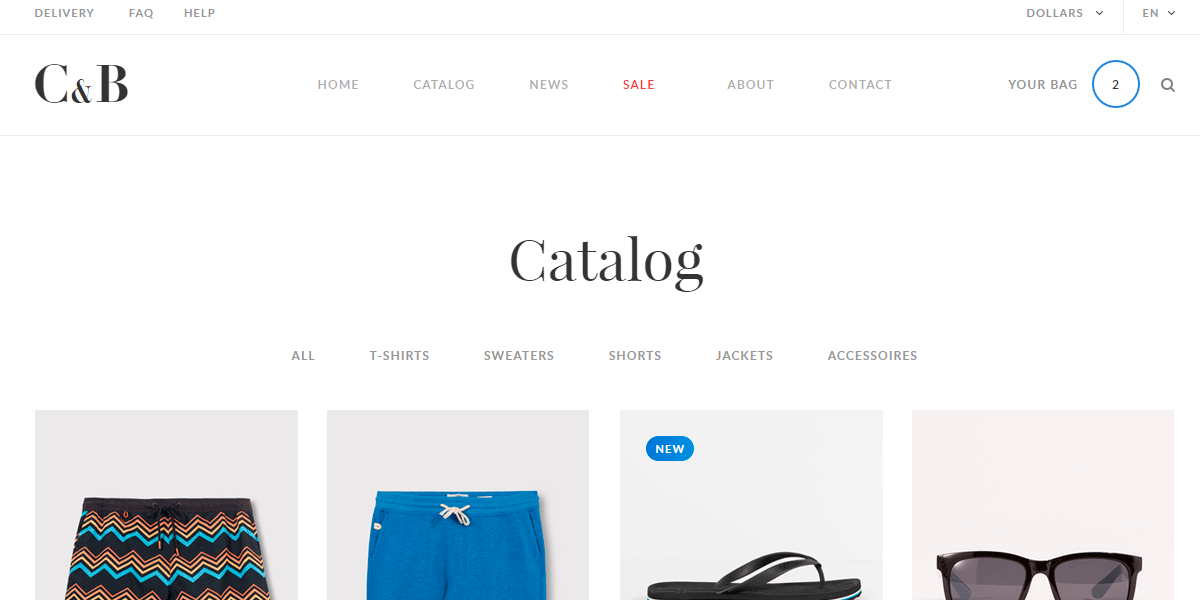 DELIVERY FAQ HELP DOLLARS EN
C&B HOME CATALOG NEWS SALE ABOUT CONTACT YOUR BAG 2
Catalog
ALL T-SHIRTS SWEATERS SHORTS JACKETS ACCESSOIRES
NEW